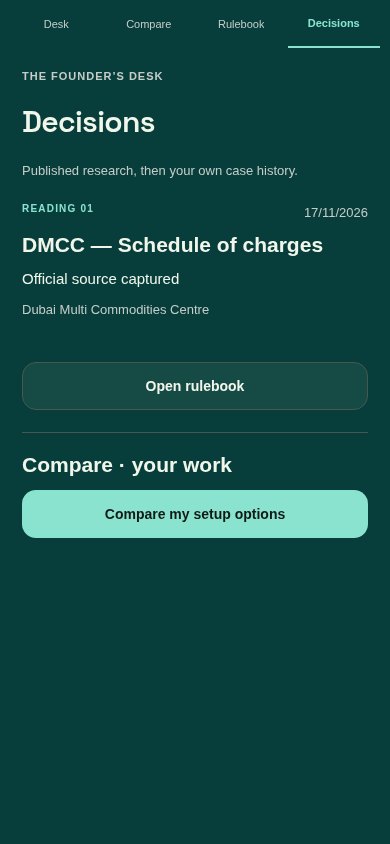 Desk
Compare
Rulebook
Decisions
THE FOUNDER'S DESK
Decisions
Published research, then your own case history.
READING 01
17/11/2026
DMCC — Schedule of charges
Official source captured
Dubai Multi Commodities Centre
Open rulebook
Compare · your work
Compare my setup options